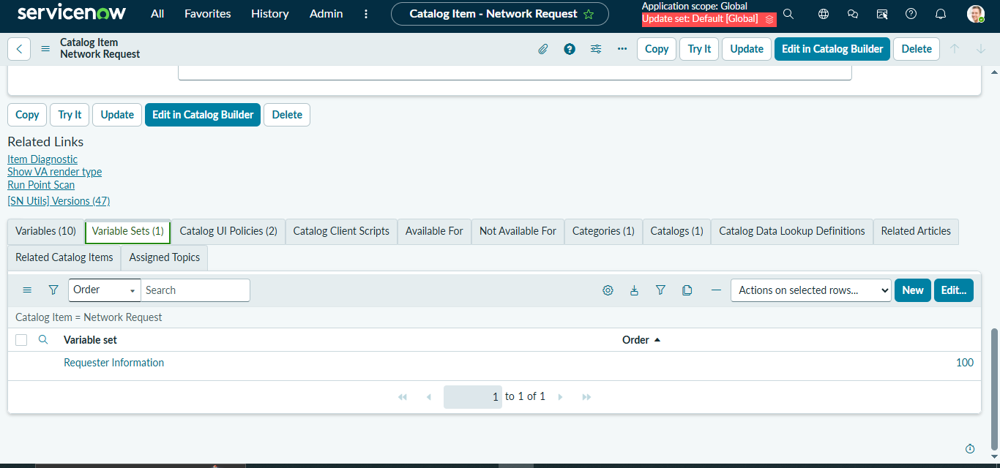 servicenow All Favorites History Admin Catalog Item - Network Request Application scope: Global
Update set: Default [Global]
Catalog Item
Network Request
Copy Try It Update Edit in Catalog Builder Delete
Copy Try It Update Edit in Catalog Builder Delete
Related Links
Item Diagnostic
Show VA render type
Run Point Scan
[SN Utils] Versions (47)
Variables (10) Variable Sets (1) Catalog UI Policies (2) Catalog Client Scripts Available For Not Available For Categories (1) Catalogs (1) Catalog Data Lookup Definitions Related Articles
Related Catalog Items Assigned Topics
Order Search Actions on selected rows... New Edit...
Catalog Item = Network Request
Variable set Order
Requester Information 100
1 to 1 of 1